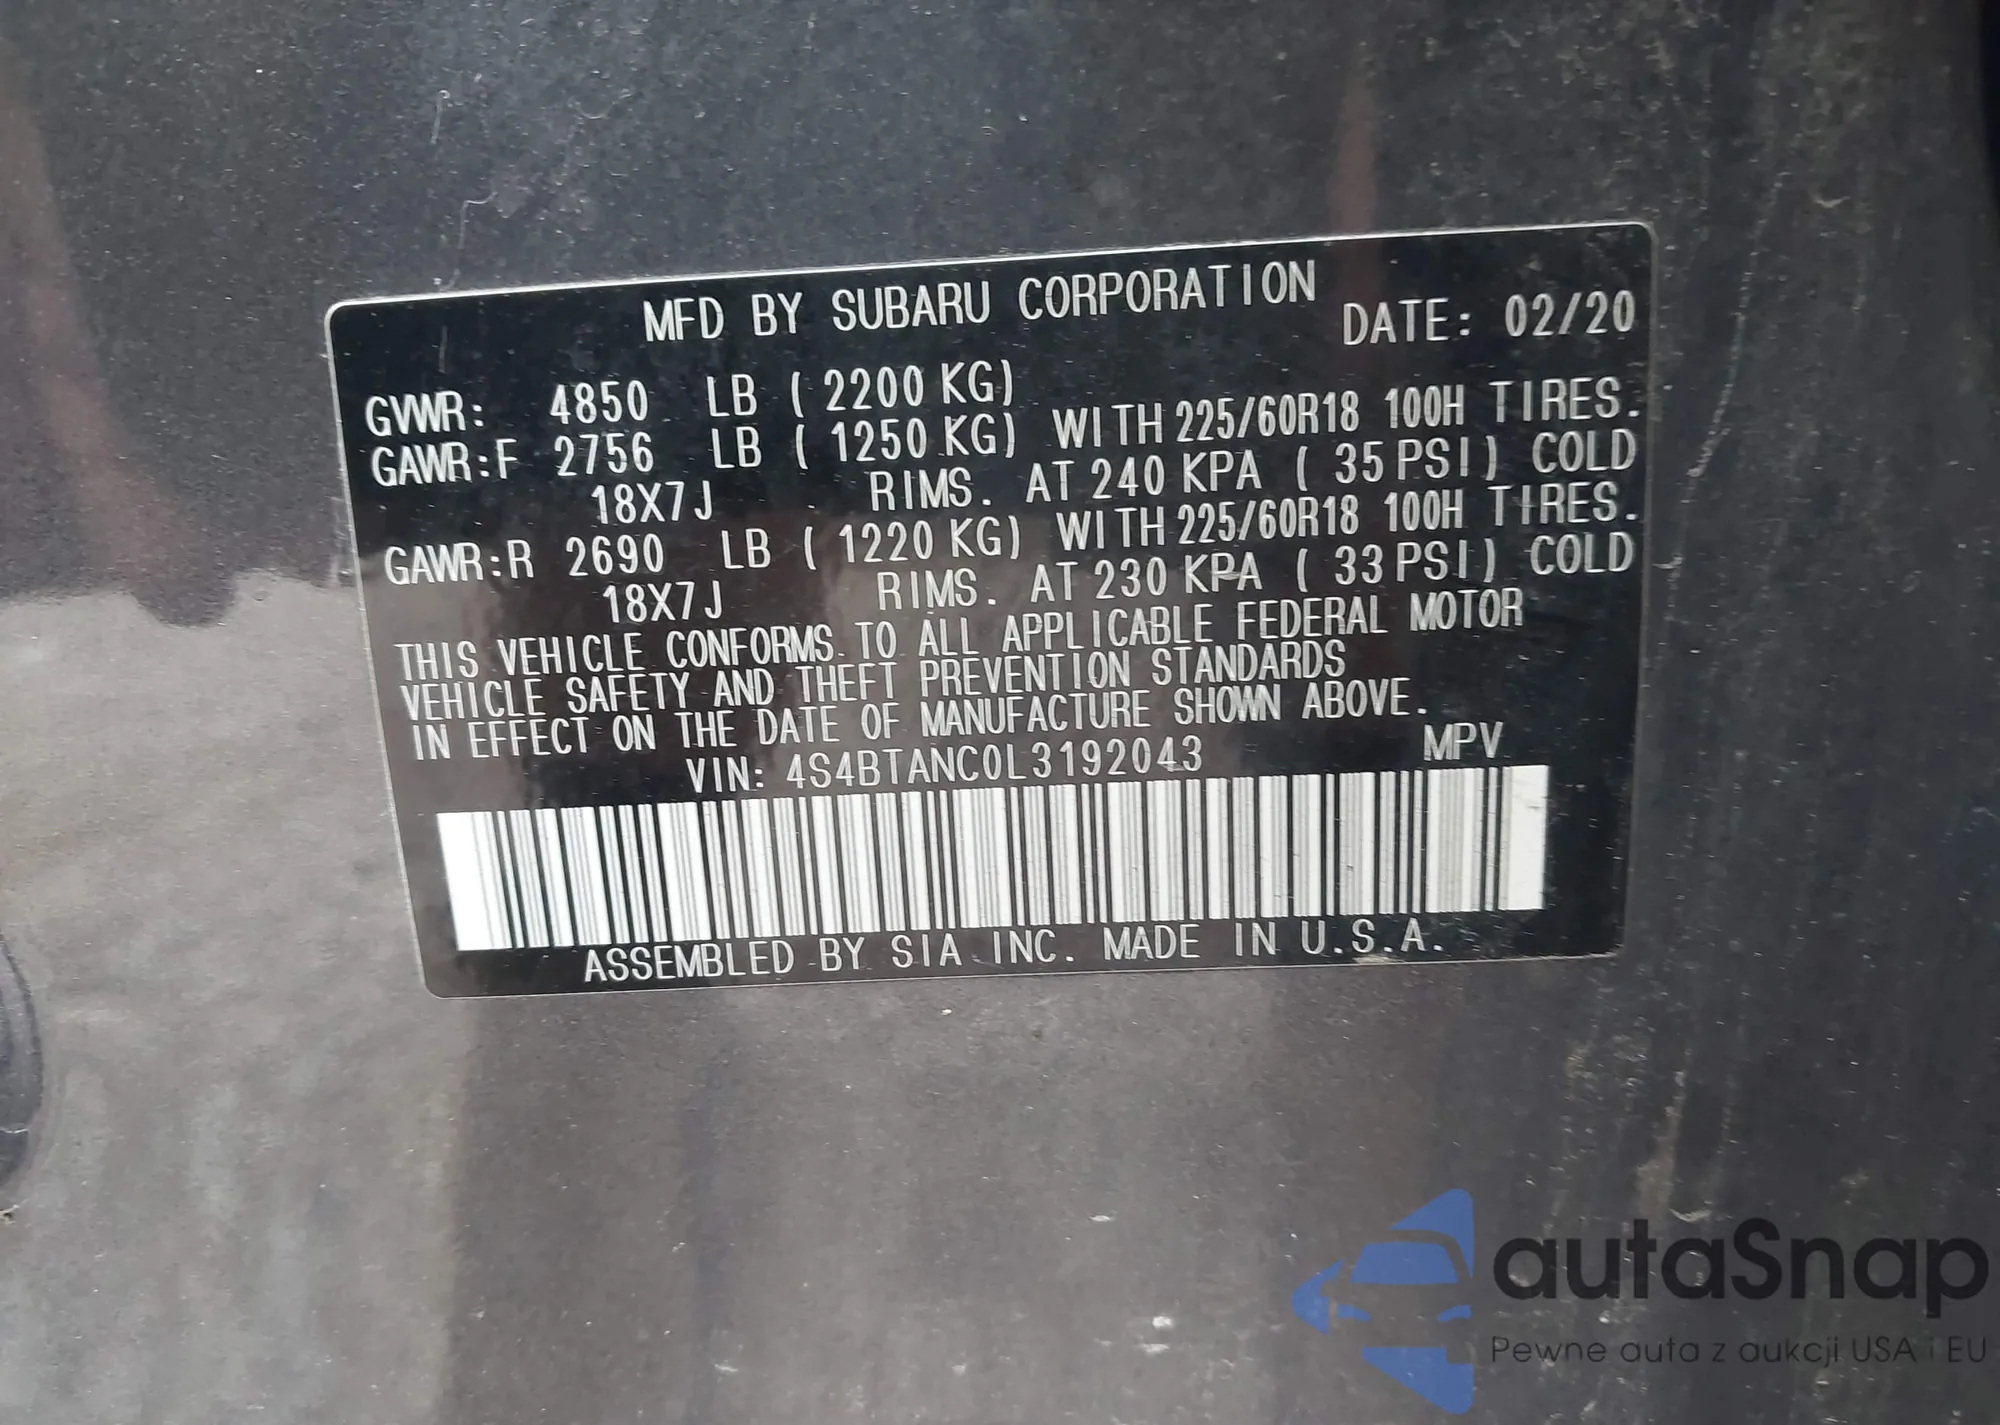 MFD BY SUBARU CORPORATION
DATE: 02/20
GVWR: 4850 LB ( 2200 KG)
GAWR:F 2756 LB ( 1250 KG) WITH 225/60R18 100H TIRES.
18X7J RIMS. AT 240 KPA ( 35 PSI) COLD
GAWR:R 2690 LB ( 1220 KG) WITH 225/60R18 100H TIRES.
18X7J RIMS. AT 230 KPA ( 33 PSI) COLD
THIS VEHICLE CONFORMS TO ALL APPLICABLE FEDERAL MOTOR
VEHICLE SAFETY AND THEFT PREVENTION STANDARDS
IN EFFECT ON THE DATE OF MANUFACTURE SHOWN ABOVE.
VIN: 4S4BTANC0L3192043 MPV
ASSEMBLED BY SIA INC. MADE IN U.S.A.
autaSnap
Pewne auta z aukcji USA i EU